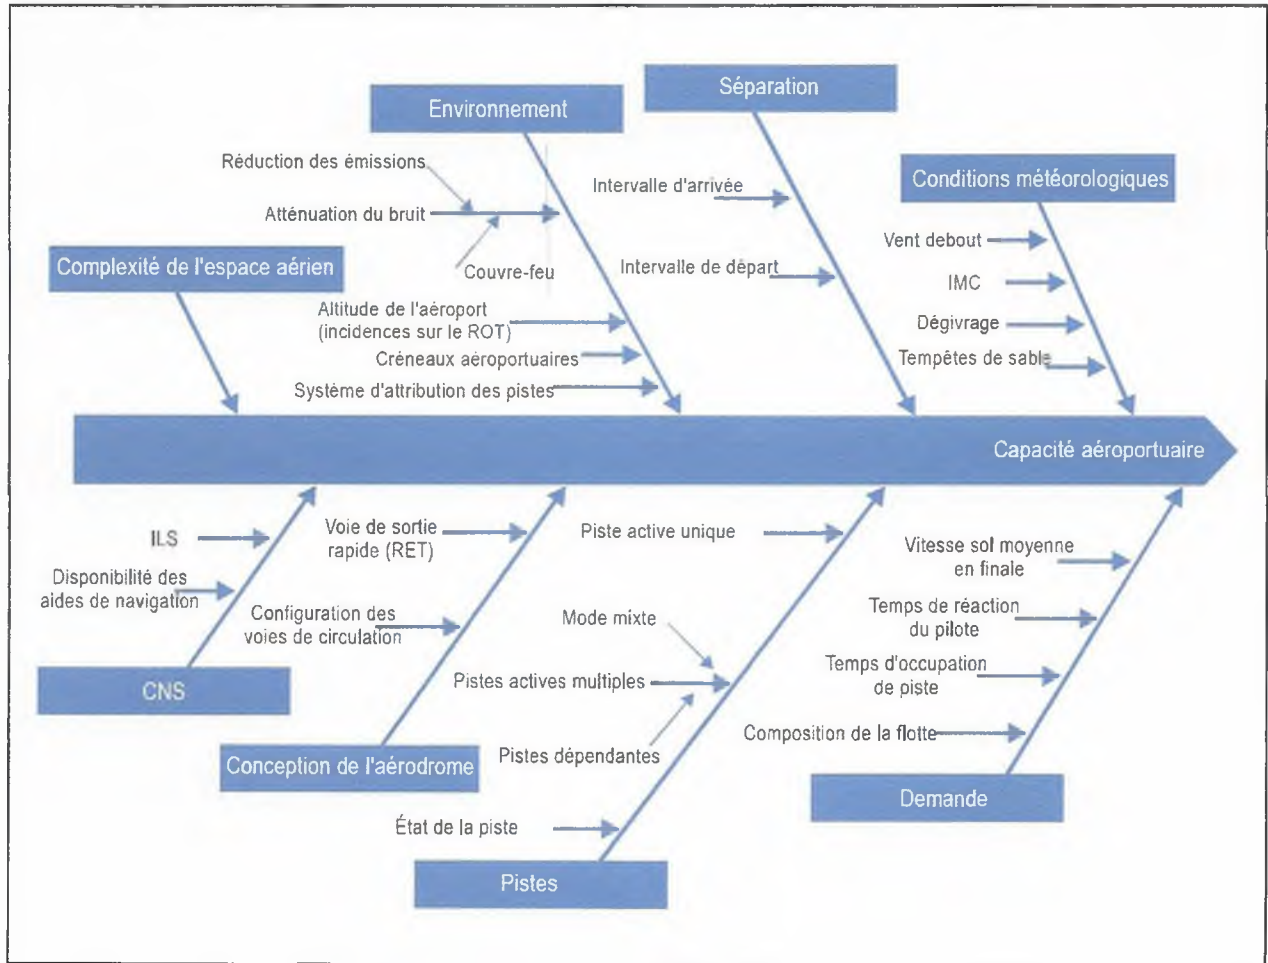 Séparation
Environnement
Réduction des émissions
Intervalle d'arrivée
Conditions météorologiques
Atténuation du bruit
Vent debout
Couvre-feu
Complexité de l'espace aérien
Intervalle de départ
IMC
Altitude de l'aéroport
(incidences sur le ROT)
Dégivrage
Créneaux aéroportuaires
Tempêtes de sable
Système d'attribution des pistes
Capacité aéroportuaire
ILS
Voie de sortie
rapide (RET)
Piste active unique
Vitesse sol moyenne
en finale
Disponibilité des
aides de navigation
Configuration des
voies de circulation
Mode mixte
Temps de réaction
du pilote
CNS
Pistes actives multiples
Temps d'occupation
de piste
Pistes dépendantes
Composition de la flotte
Conception de l'aérodrome
Demande
État de la piste
Pistes